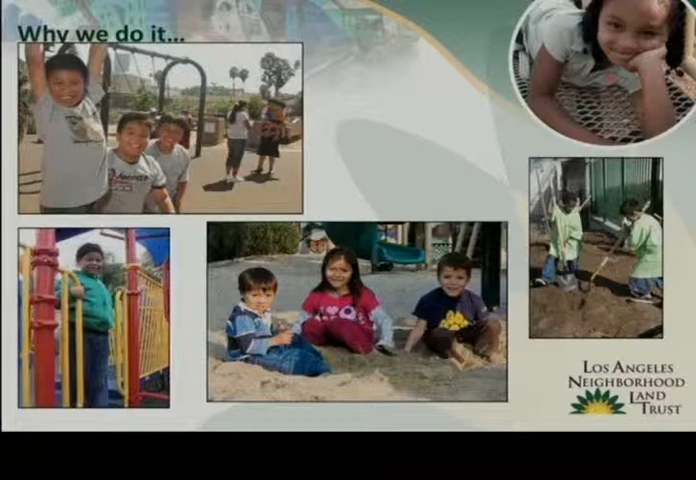 Why we do it...
LOS ANGELES
NEIGHBORHOOD
LAND
TRUST